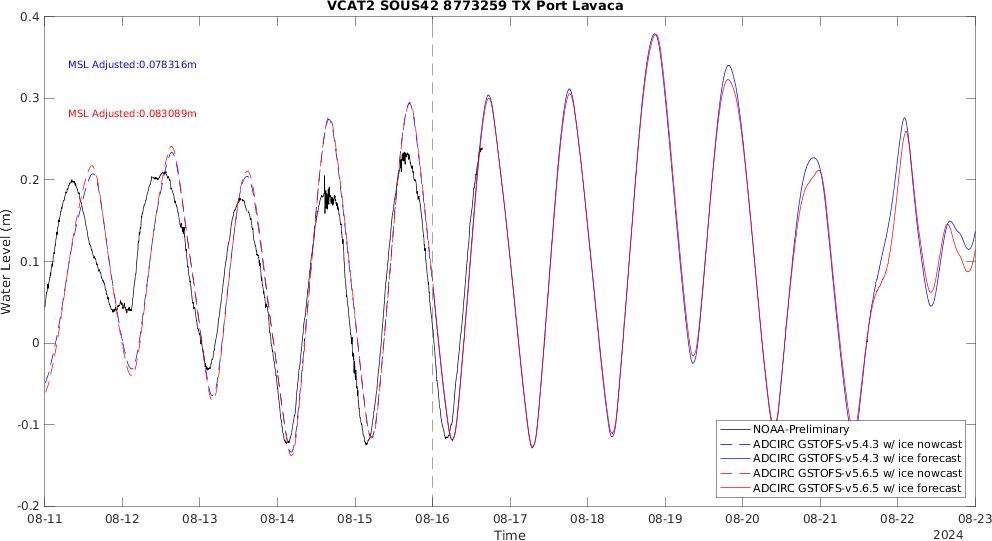 VCAT2 SOUS42 8773259 TX Port Lavaca
0.4
MSL Adjusted:0.078316m
0.3
MSL Adjusted:0.083089m
0.2
Water Level (m)
0.1
0
-0.1
NOAA-Preliminary
ADCIRC GSTOFS-v5.4.3 w/ ice nowcast
ADCIRC GSTOFS-v5.4.3 w/ ice forecast
ADCIRC GSTOFS-v5.6.5 w/ ice nowcast
ADCIRC GSTOFS-v5.6.5 w/ ice forecast
-0.2
08-11 08-12 08-13 08-14 08-15 08-16 08-17 08-18 08-19 08-20 08-21 08-22 08-23
Time
2024